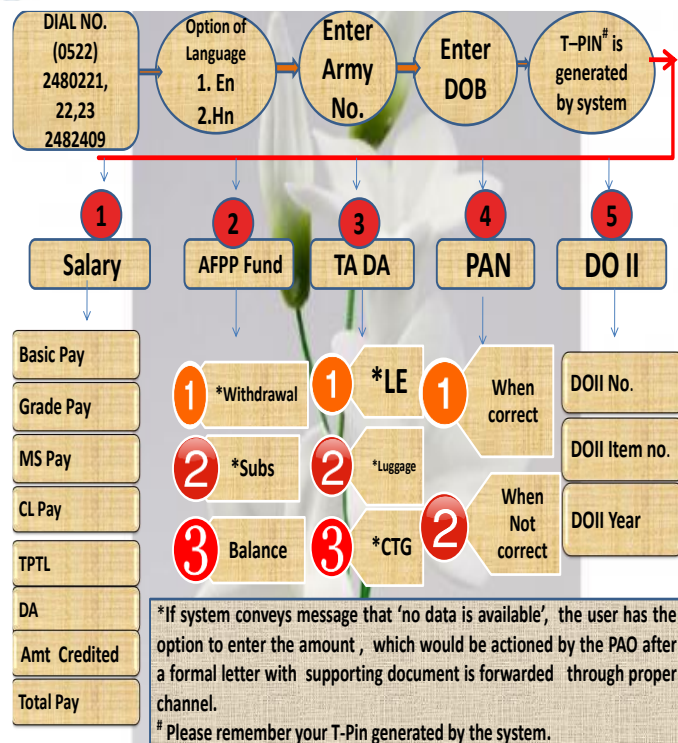 DIAL NO.
(0522)
2480221,
22,23
2482409
Option of
Language
1. En
2.Hn
Enter
Army
No.
Enter
DOB
T–PIN# is
generated
by system
1
2
3
4
5
Salary
AFPP Fund
TA DA
PAN
DO II
Basic Pay
Grade Pay
MS Pay
CL Pay
TPTL
DA
Amt Credited
Total Pay
1
*Withdrawal
2
*Subs
3
Balance
1
*LE
2
*Luggage
3
*CTG
1
When
correct
2
When
Not
correct
DOII No.
DOII Item no.
DOII Year
*If system conveys message that ‘no data is available’, the user has the
option to enter the amount , which would be actioned by the PAO after
a formal letter with supporting document is forwarded through proper
channel.
# Please remember your T-Pin generated by the system.